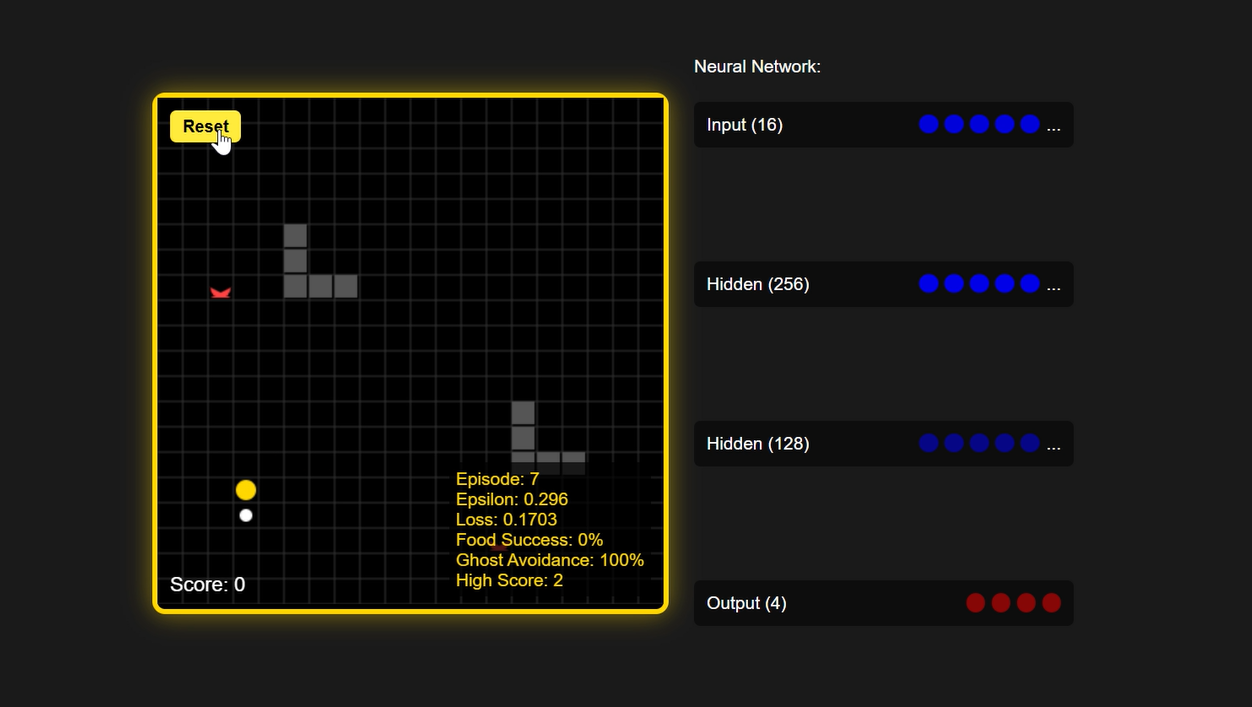 Neural Network:
Reset
Input (16)
...
Hidden (256)
...
Hidden (128)
...
Episode: 7
Epsilon: 0.296
Loss: 0.1703
Food Success: 0%
Ghost Avoidance: 100%
High Score: 2
Score: 0
Output (4)